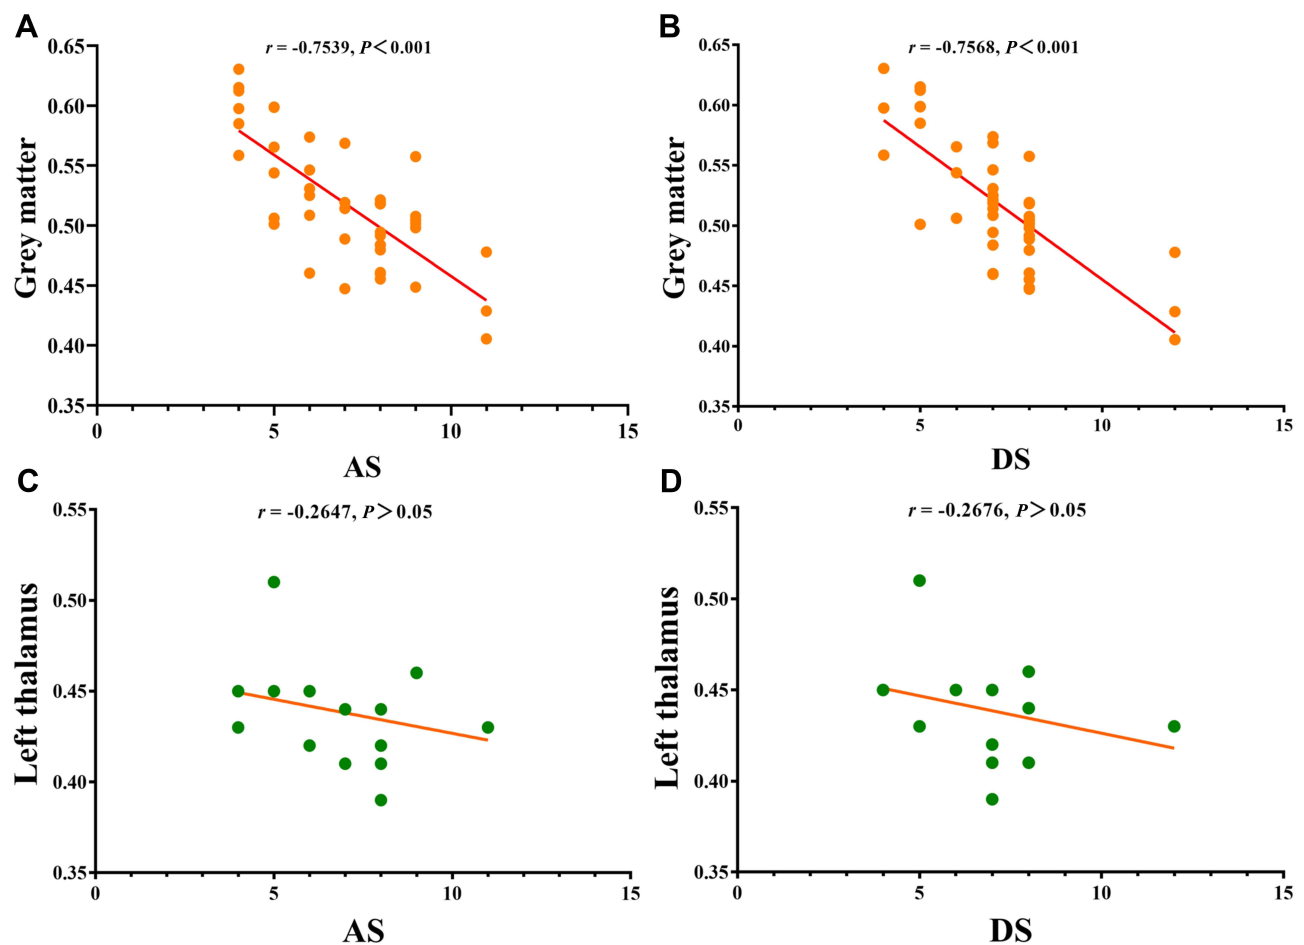 A
r = -0.7539, P＜0.001
0.65
0.60
0.55
0.50
0.45
0.40
0.35
Grey matter
0 5 10 15
AS
B
r = -0.7568, P＜0.001
0.65
0.60
0.55
0.50
0.45
0.40
0.35
Grey matter
0 5 10 15
DS
C
r = -0.2647, P＞0.05
0.55
0.50
0.45
0.40
0.35
Left thalamus
0 5 10 15
AS
D
r = -0.2676, P＞0.05
0.55
0.50
0.45
0.40
0.35
Left thalamus
0 5 10 15
DS